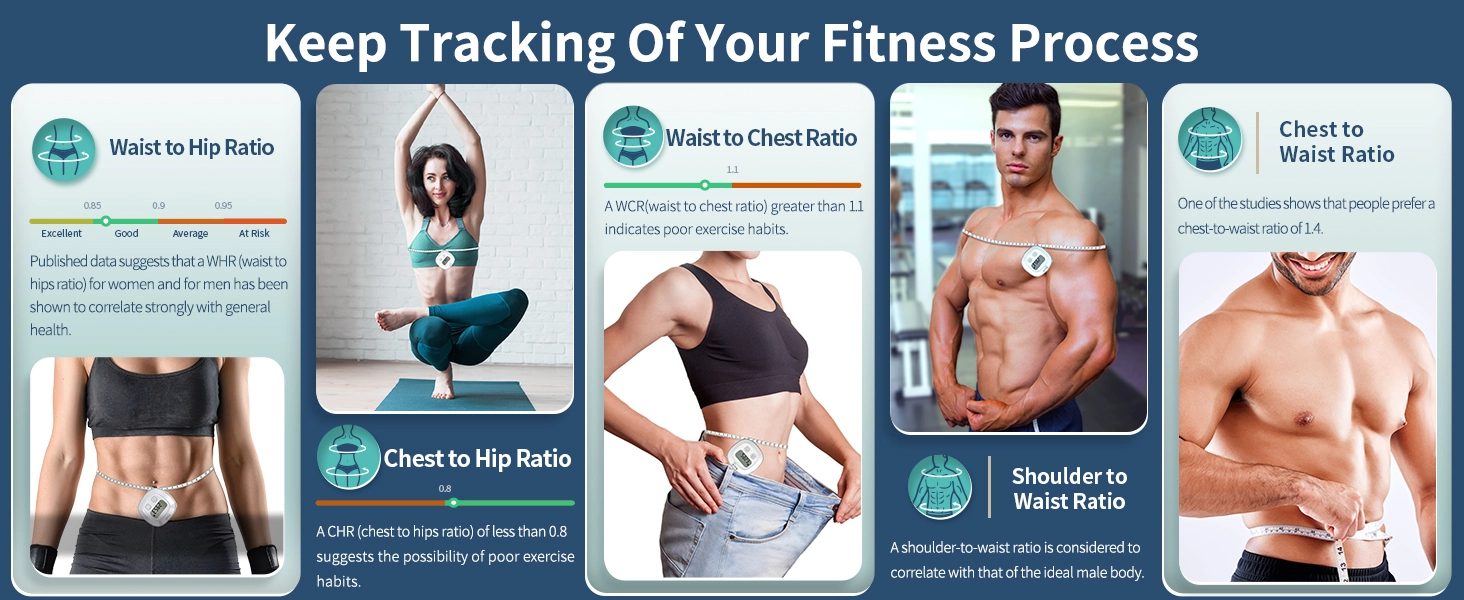 Keep Tracking Of Your Fitness Process
Waist to Hip Ratio
0.85 0.9 0.95
Excellent Good Average At Risk
Published data suggests that a WHR (waist to
hips ratio) for women and for men has been
shown to correlate strongly with general
health.
Chest to Hip Ratio
0.8
A CHR (chest to hips ratio) of less than 0.8
suggests the possibility of poor exercise
habits.
Waist to Chest Ratio
1.1
A WCR(waist to chest ratio) greater than 1.1
indicates poor exercise habits.
Shoulder to
Waist Ratio
A shoulder-to-waist ratio is considered to
correlate with that of the ideal male body.
Chest to
Waist Ratio
One of the studies shows that people prefer a
chest-to-waist ratio of 1.4.